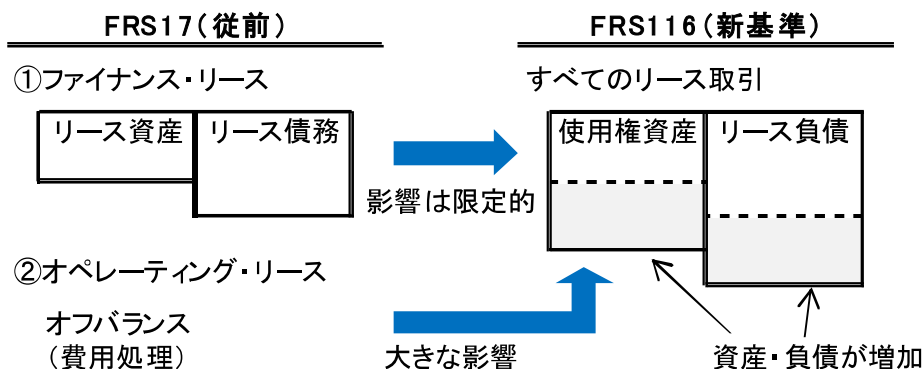 FRS17(従前)
FRS116(新基準)
①ファイナンス・リース
すべてのリース取引
リース資産
リース債務
使用権資産
リース負債
影響は限定的
②オペレーティング・リース
オフバランス
(費用処理)
大きな影響
資産・負債が増加